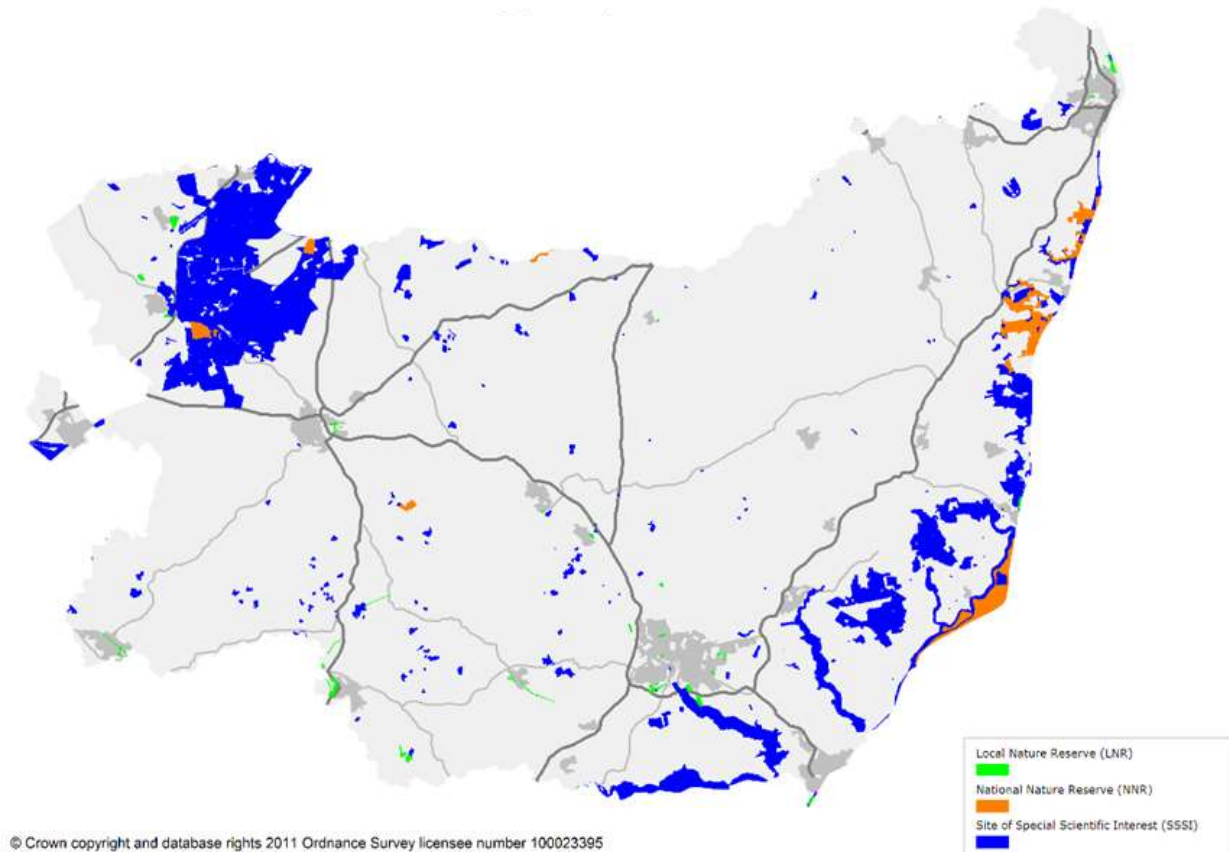 Local Nature Reserve (LNR)
National Nature Reserve (NNR)
Site of Special Scientific Interest (SSSI)
© Crown copyright and database rights 2011 Ordnance Survey licensee number 100023395